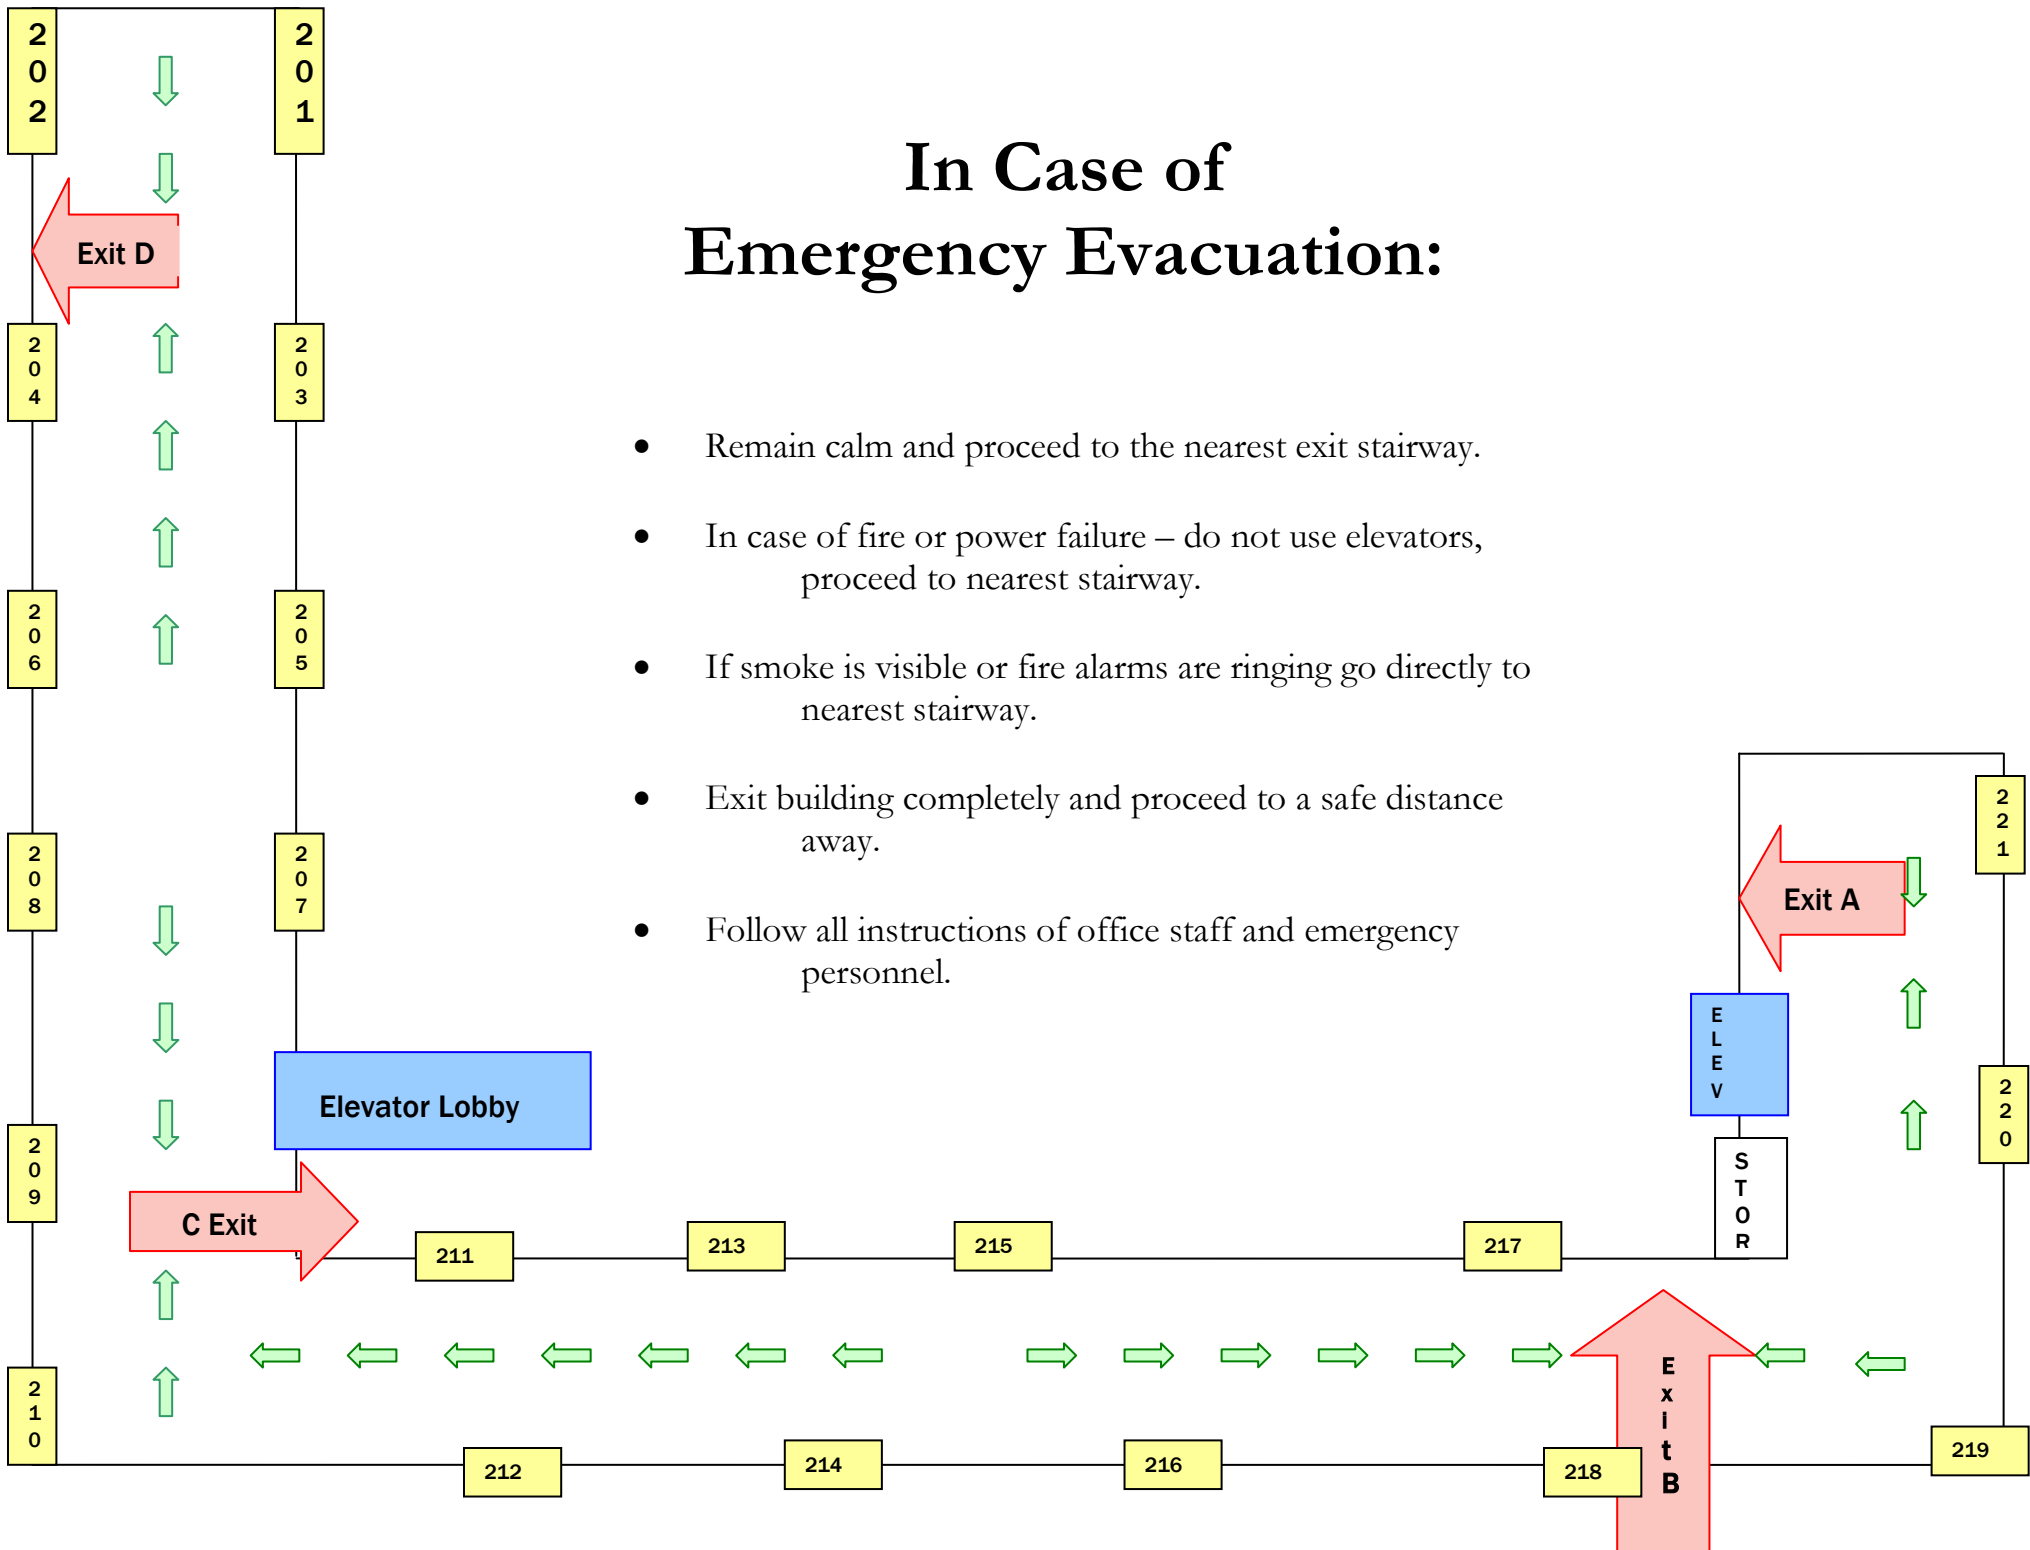 202
201
In Case of
Emergency Evacuation:
Exit D
204
203
• Remain calm and proceed to the nearest exit stairway.
• In case of fire or power failure – do not use elevators,
proceed to nearest stairway.
206
205
• If smoke is visible or fire alarms are ringing go directly to
nearest stairway.
• Exit building completely and proceed to a safe distance
away.
221
208
207
Exit A
• Follow all instructions of office staff and emergency
personnel.
ELEV
Elevator Lobby
220
209
STOR
C Exit
211
213
215
217
210
Exit B
212
214
216
218
219